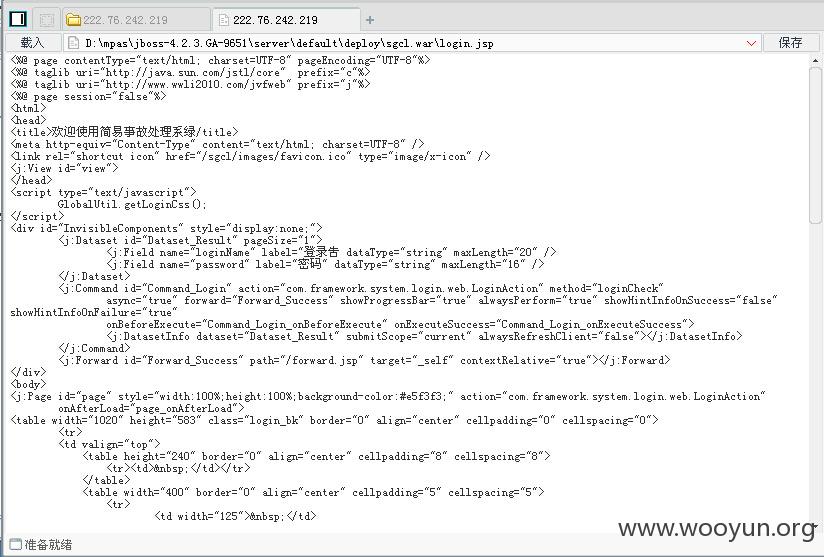 222.76.242.219
222.76.242.219
载入
D:\mpas\jboss-4.2.3.GA-9651\server\default\deploy\sgcl.war\login.jsp
保存
<%@ page contentType="text/html; charset=UTF-8" pageEncoding="UTF-8"%>
<%@ taglib uri="http://java.sun.com/jstl/core"  prefix="c"%>
<%@ taglib uri="http://www.wwli2010.com/jvfweb" prefix="j"%>
<%@ page session="false"%>
<html>
<head>
<title>欢迎使用简易事故处理系绿/title>
<meta http-equiv="Content-Type" content="text/html; charset=UTF-8" />
<link rel="shortcut icon" href="/sgcl/images/favicon.ico" type="image/x-icon" />
<j:View id="view">
</head>
<script type="text/javascript">
GlobalUtil.getLoginCss();
</script>
<div id="InvisibleComponents" style="display:none;">
<j:Dataset id="Dataset_Result" pageSize="1">
<j:Field name="loginName" label="登录告 dataType="string" maxLength="20" />
<j:Field name="password" label="密码" dataType="string" maxLength="16" />
</j:Dataset>
<j:Command id="Command_Login" action="com.framework.system.login.web.LoginAction" method="loginCheck"
async="true" forward="Forward_Success" showProgressBar="true" alwaysPerform="true" showHintInfoOnSuccess="false"
showHintInfoOnFailure="true"
onBeforeExecute="Command_Login_onBeforeExecute" onExecuteSuccess="Command_Login_onExecuteSuccess">
<j:DatasetInfo dataset="Dataset_Result" submitScope="current" alwaysRefreshClient="false"></j:DatasetInfo>
</j:Command>
<j:Forward id="Forward_Success" path="/forward.jsp" target="_self" contextRelative="true"></j:Forward>
</div>
<body>
<j:Page id="page" style="width:100%;height:100%;background-color:#e5f3f3;" action="com.framework.system.login.web.LoginAction"
onAfterLoad="page_onAfterLoad">
<table width="1020" height="583" class="login_bk" border="0" align="center" cellpadding="0" cellspacing="0">
<tr>
<td valign="top">
<table height="240" border="0" align="center" cellpadding="8" cellspacing="8">
<tr><td>&nbsp;</td></tr>
</table>
<table width="400" border="0" align="center" cellpadding="5" cellspacing="5">
<tr>
<td width="125">&nbsp;</td>
www.wooyun.org
准备就绪